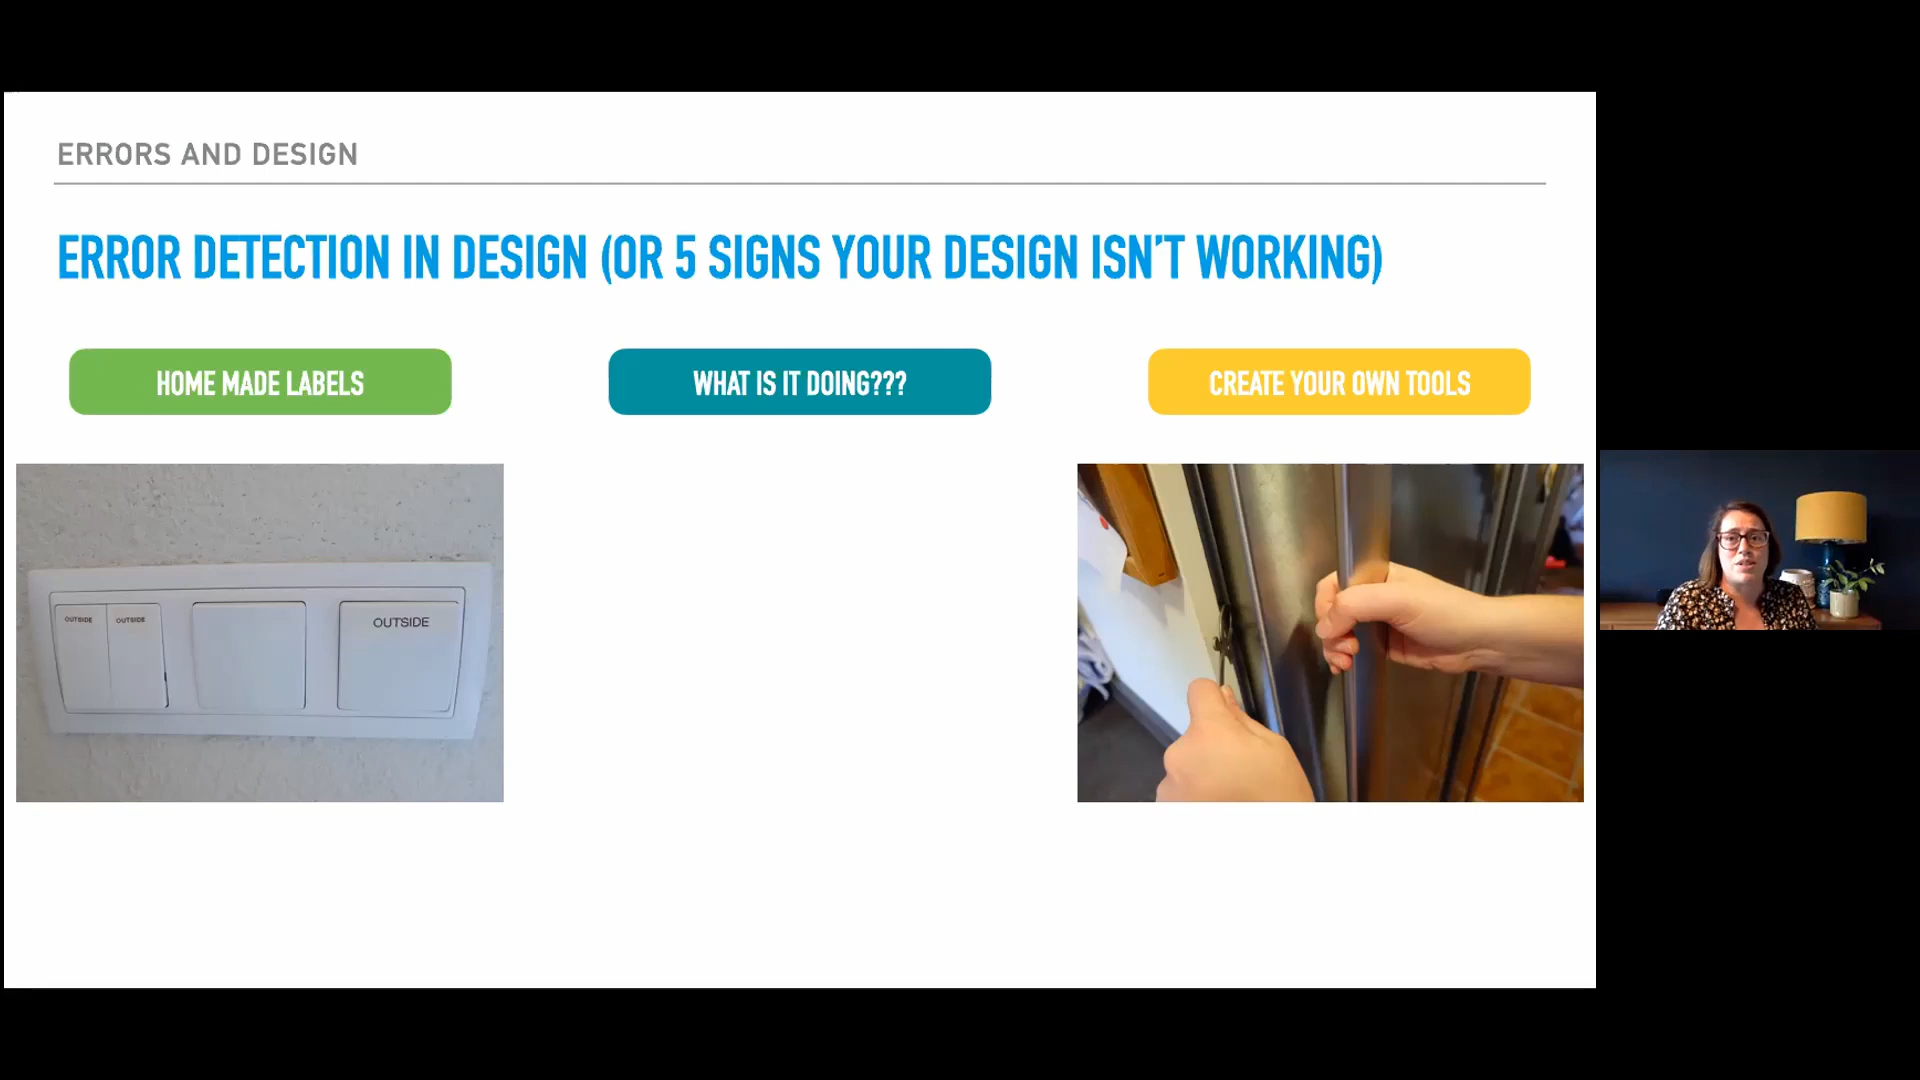 ERRORS AND DESIGN
ERROR DETECTION IN DESIGN (OR 5 SIGNS YOUR DESIGN ISN'T WORKING)
HOME MADE LABELS
WHAT IS IT DOING???
CREATE YOUR OWN TOOLS
OUTSIDE
OUTSIDE
OUTSIDE